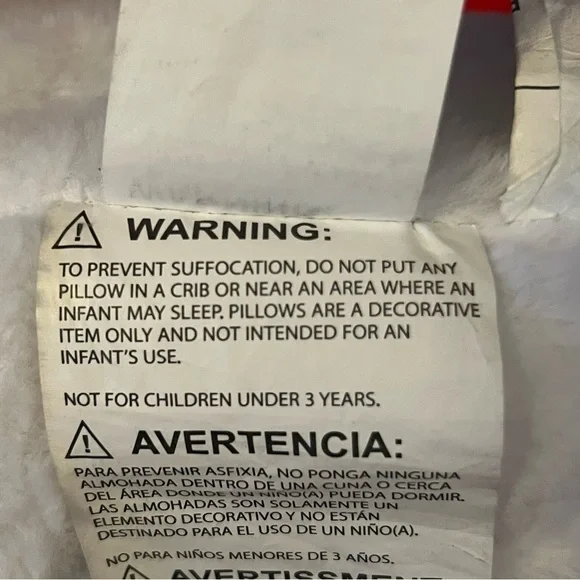 WARNING:
TO PREVENT SUFFOCATION, DO NOT PUT ANY
PILLOW IN A CRIB OR NEAR AN AREA WHERE AN
INFANT MAY SLEEP. PILLOWS ARE A DECORATIVE
ITEM ONLY AND NOT INTENDED FOR AN
INFANT'S USE.
NOT FOR CHILDREN UNDER 3 YEARS.
AVERTENCIA:
PARA PREVENIR ASFIXIA, NO PONGA NINGUNA
ALMOHADA DENTRO DE UNA CUNA O CERCA
DEL ÁREA DONDE UN NIÑO(A) PUEDA DORMIR.
LAS ALMOHADAS SON SOLAMENTE UN
ELEMENTO DECORATIVO Y NO ESTÁN
DESTINADO PARA EL USO DE UN NIÑO(A).
NO PARA NIÑOS MENORES DE 3 AÑOS.
AVERTISSMENT